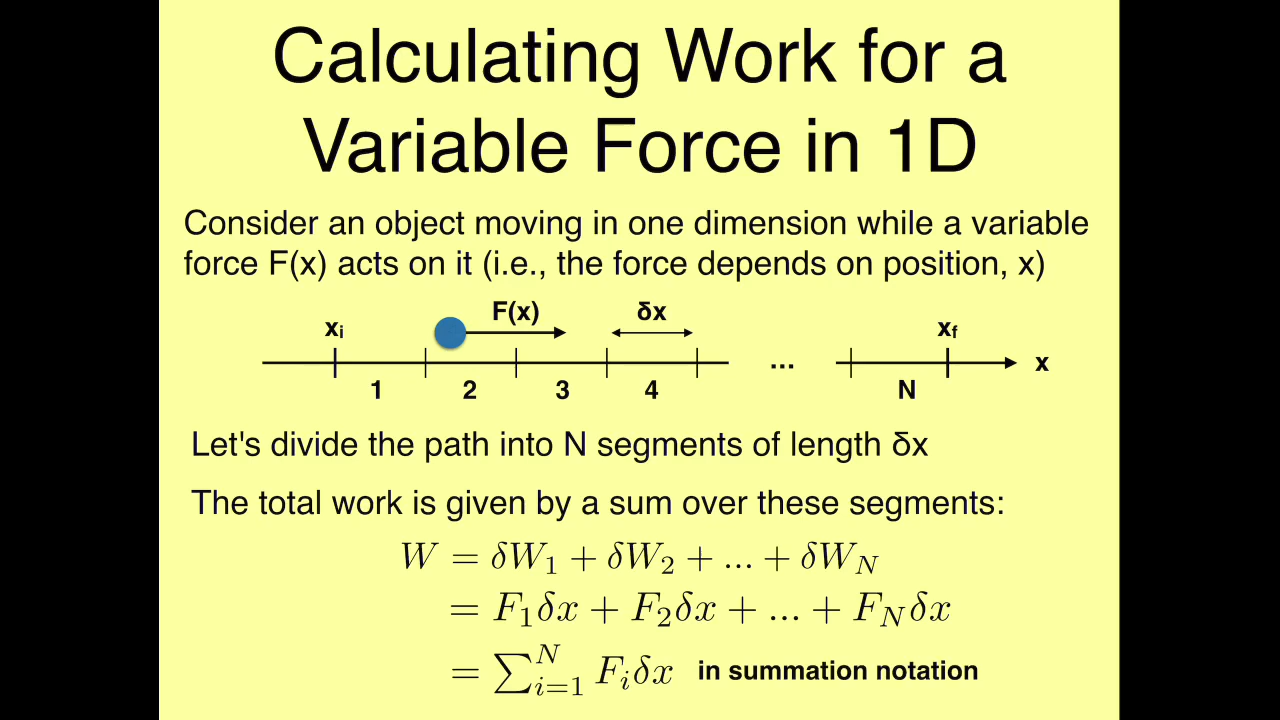 Calculating Work for a
Variable Force in 1D
Consider an object moving in one dimension while a variable
force F(x) acts on it (i.e., the force depends on position, x)
xᵢ F(x) δx x_f
... x
1 2 3 4 N
Let's divide the path into N segments of length δx
The total work is given by a sum over these segments:
W = δW₁ + δW₂ + ... + δW_N
= F₁δx + F₂δx + ... + F_Nδx
= ∑ᵢ₌₁ᴺ Fᵢδx in summation notation